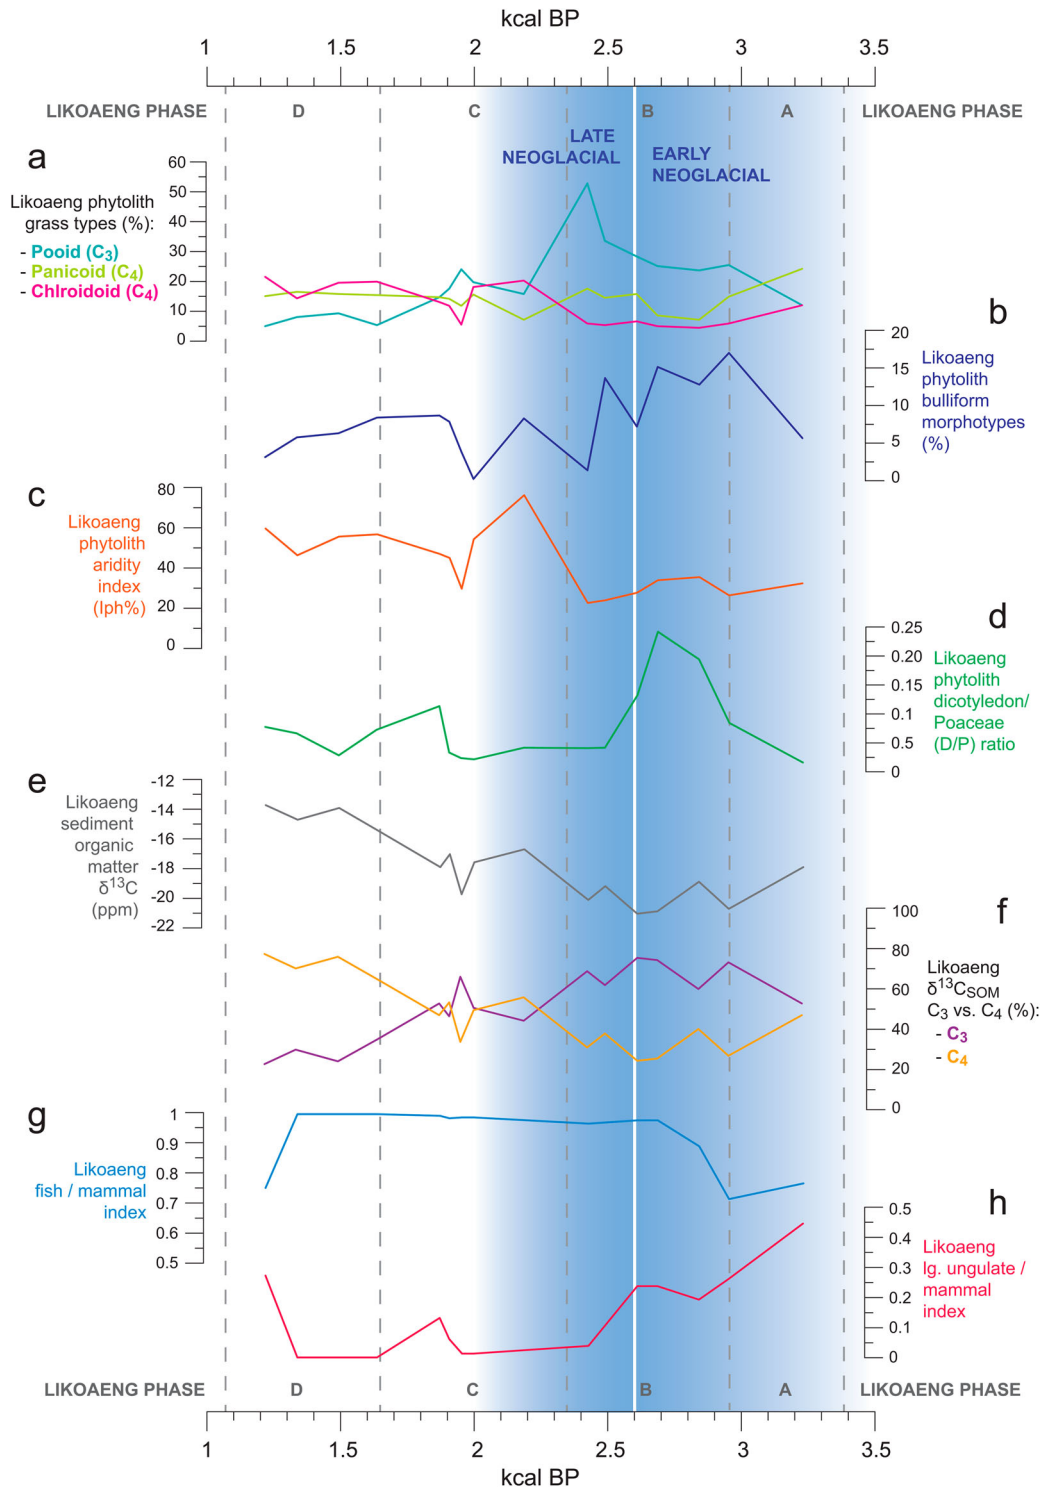 kcal BP
1 1.5 2 2.5 3 3.5
LIKOAENG PHASE D C B A LIKOAENG PHASE
LATE
NEOGLACIAL
EARLY
NEOGLACIAL
a
Likoaeng phytolith
grass types (%):
- Pooid (C3)
- Panicoid (C4)
- Chlroidoid (C4)
60
50
40
30
20
10
0
b
20
15
10
5
0
Likoaeng
phytolith
bulliform
morphotypes
(%)
c
Likoaeng
phytolith
aridity
index
(Iph%)
80
60
40
20
0
d
0.25
0.20
0.15
0.1
0.5
0
Likoaeng
phytolith
dicotyledon/
Poaceae
(D/P) ratio
e
Likoaeng
sediment
organic
matter
δ13C
(ppm)
-12
-14
-16
-18
-20
-22
f
100
80
60
40
20
0
Likoaeng
δ13CSOM
C3 vs. C4 (%):
- C3
- C4
g
Likoaeng
fish / mammal
index
1
0.9
0.8
0.7
0.6
0.5
h
0.5
0.4
0.3
0.2
0.1
0
Likoaeng
lg. ungulate /
mammal
index
LIKOAENG PHASE D C B A LIKOAENG PHASE
1 1.5 2 2.5 3 3.5
kcal BP